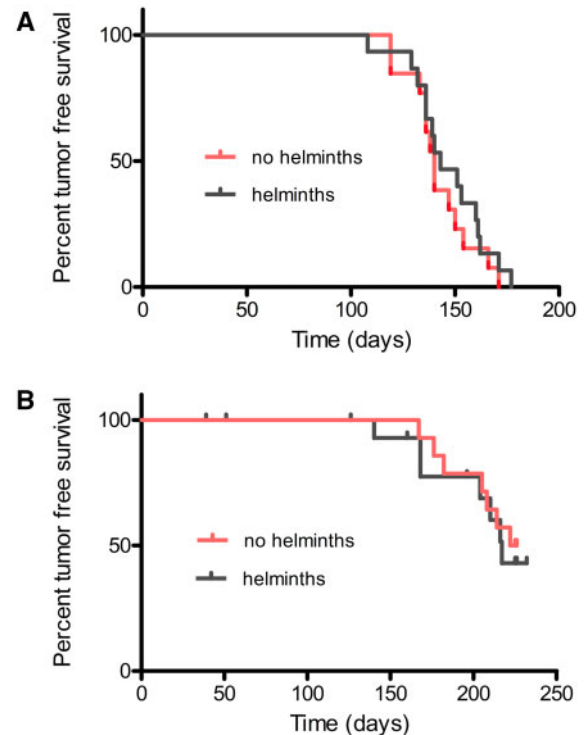 A
Percent tumor free survival
100
50
0
no helminths
helminths
0 50 100 150 200
Time (days)
B
Percent tumor free survival
100
50
0
no helminths
helminths
0 50 100 150 200 250
Time (days)